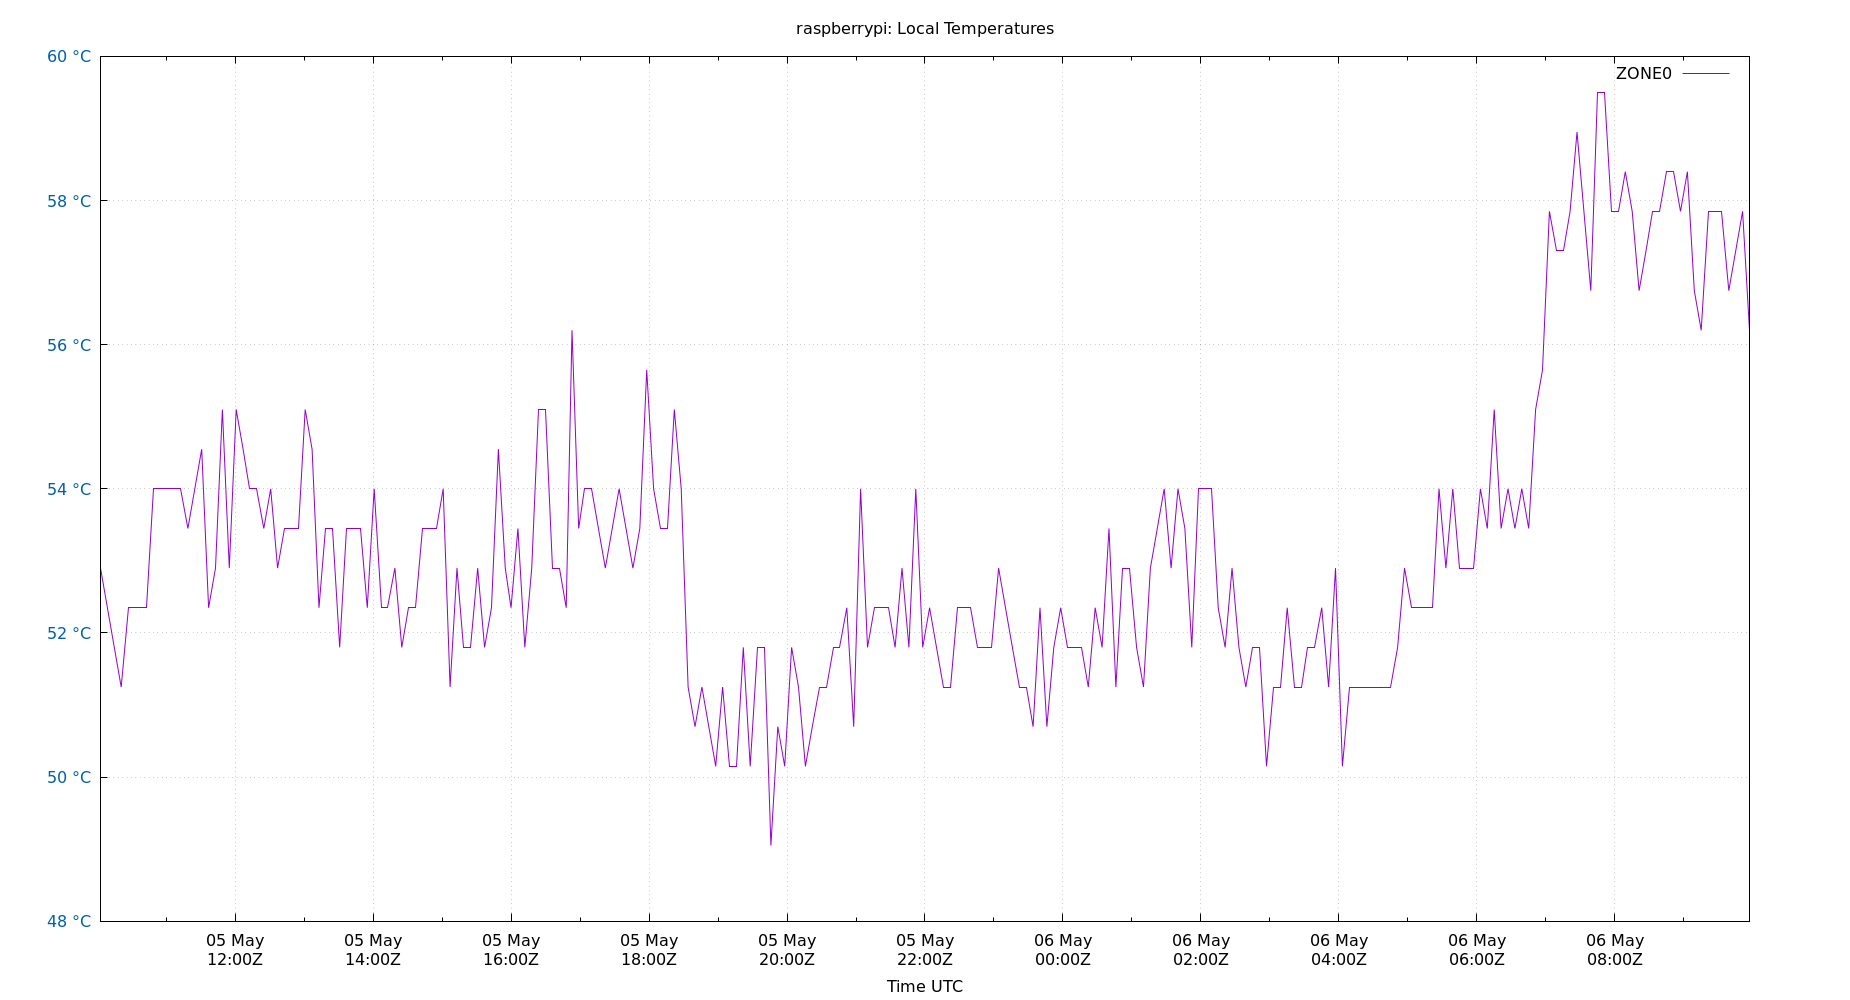 raspberrypi: Local Temperatures
60 °C
ZONE0
58 °C
56 °C
54 °C
52 °C
50 °C
48 °C
05 May 05 May 05 May 05 May 05 May 05 May 06 May 06 May 06 May 06 May 06 May
12:00Z 14:00Z 16:00Z 18:00Z 20:00Z 22:00Z 00:00Z 02:00Z 04:00Z 06:00Z 08:00Z
Time UTC